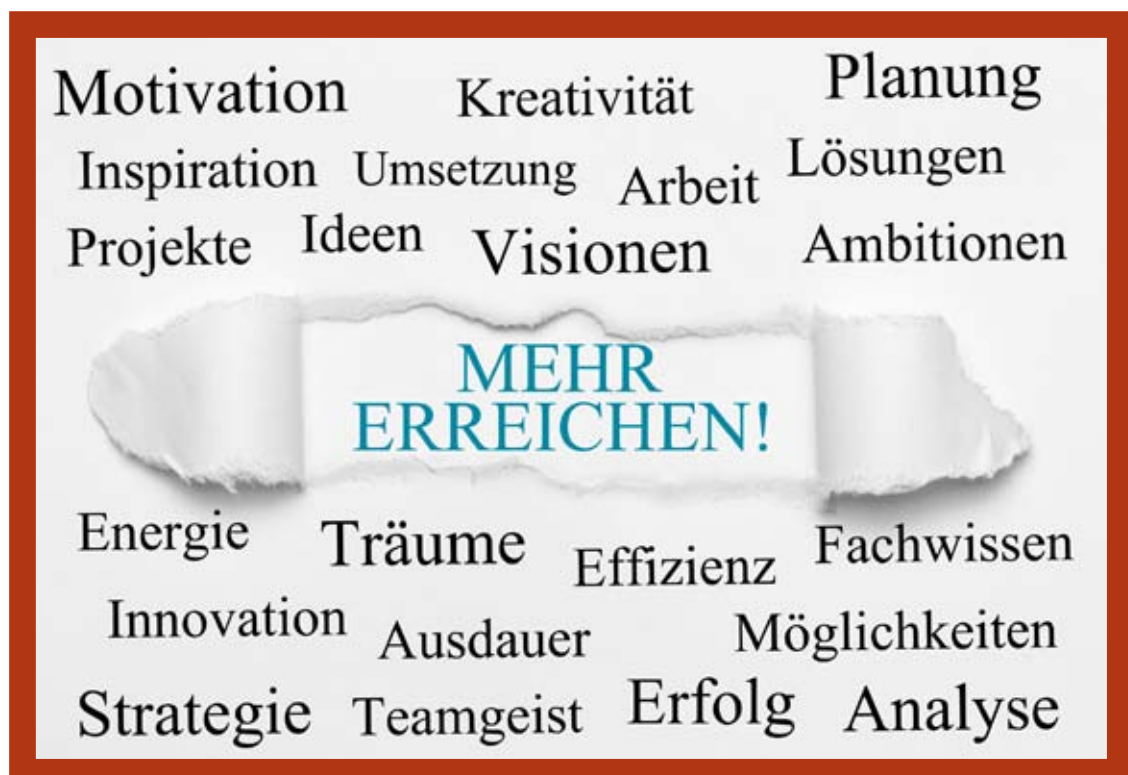 Motivation Kreativität Planung
Inspiration Umsetzung Arbeit Lösungen
Projekte Ideen Visionen Ambitionen
MEHR
ERREICHEN!
Energie Träume Effizienz Fachwissen
Innovation Ausdauer Möglichkeiten
Strategie Teamgeist Erfolg Analyse